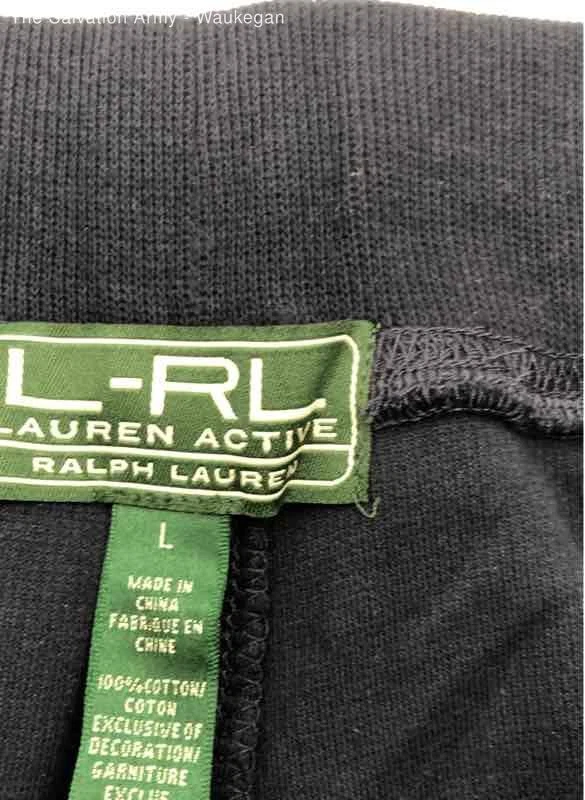 The Salvation Army - Waukegan
L-RL
LAUREN ACTIVE
RALPH LAUREN
L
MADE IN
CHINA
FABRIQUE EN
CHINE
100%COTTON/
COTON
EXCLUSIVE OF
DECORATION/
GARNITURE
EXCLUE